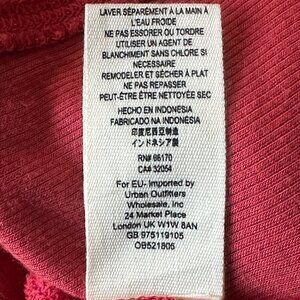 LAVER SÉPARÉMENT À LA MAIN À
L'EAU FROIDE
NE PAS ESSORER OU TORDRE
UTILISER UN AGENT DE
BLANCHIMENT SANS CHLORE SI
NÉCESSAIRE
REMODELER ET SÉCHER À PLAT
NE PAS REPASSER
PEUT-ÊTRE ÊTRE NETTOYÉE SEC
HECHO EN INDONESIA
FABRICADO NA INDONÉSIA
印度尼西亚制造
インドネシア製
RN# 66170
CA# 32054
For EU- Imported by
Urban Outfitters
Wholesale, Inc
24 Market Place
London UK W1W 8AN
GB 975119105
OB521806